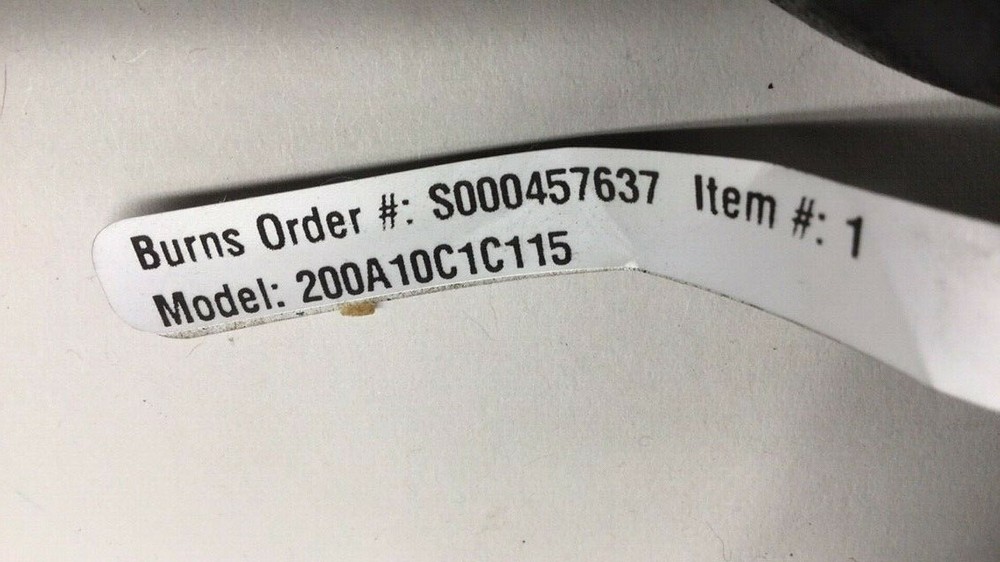 Burns Order #: S000457637 Item #: 1
Model: 200A10C1C115